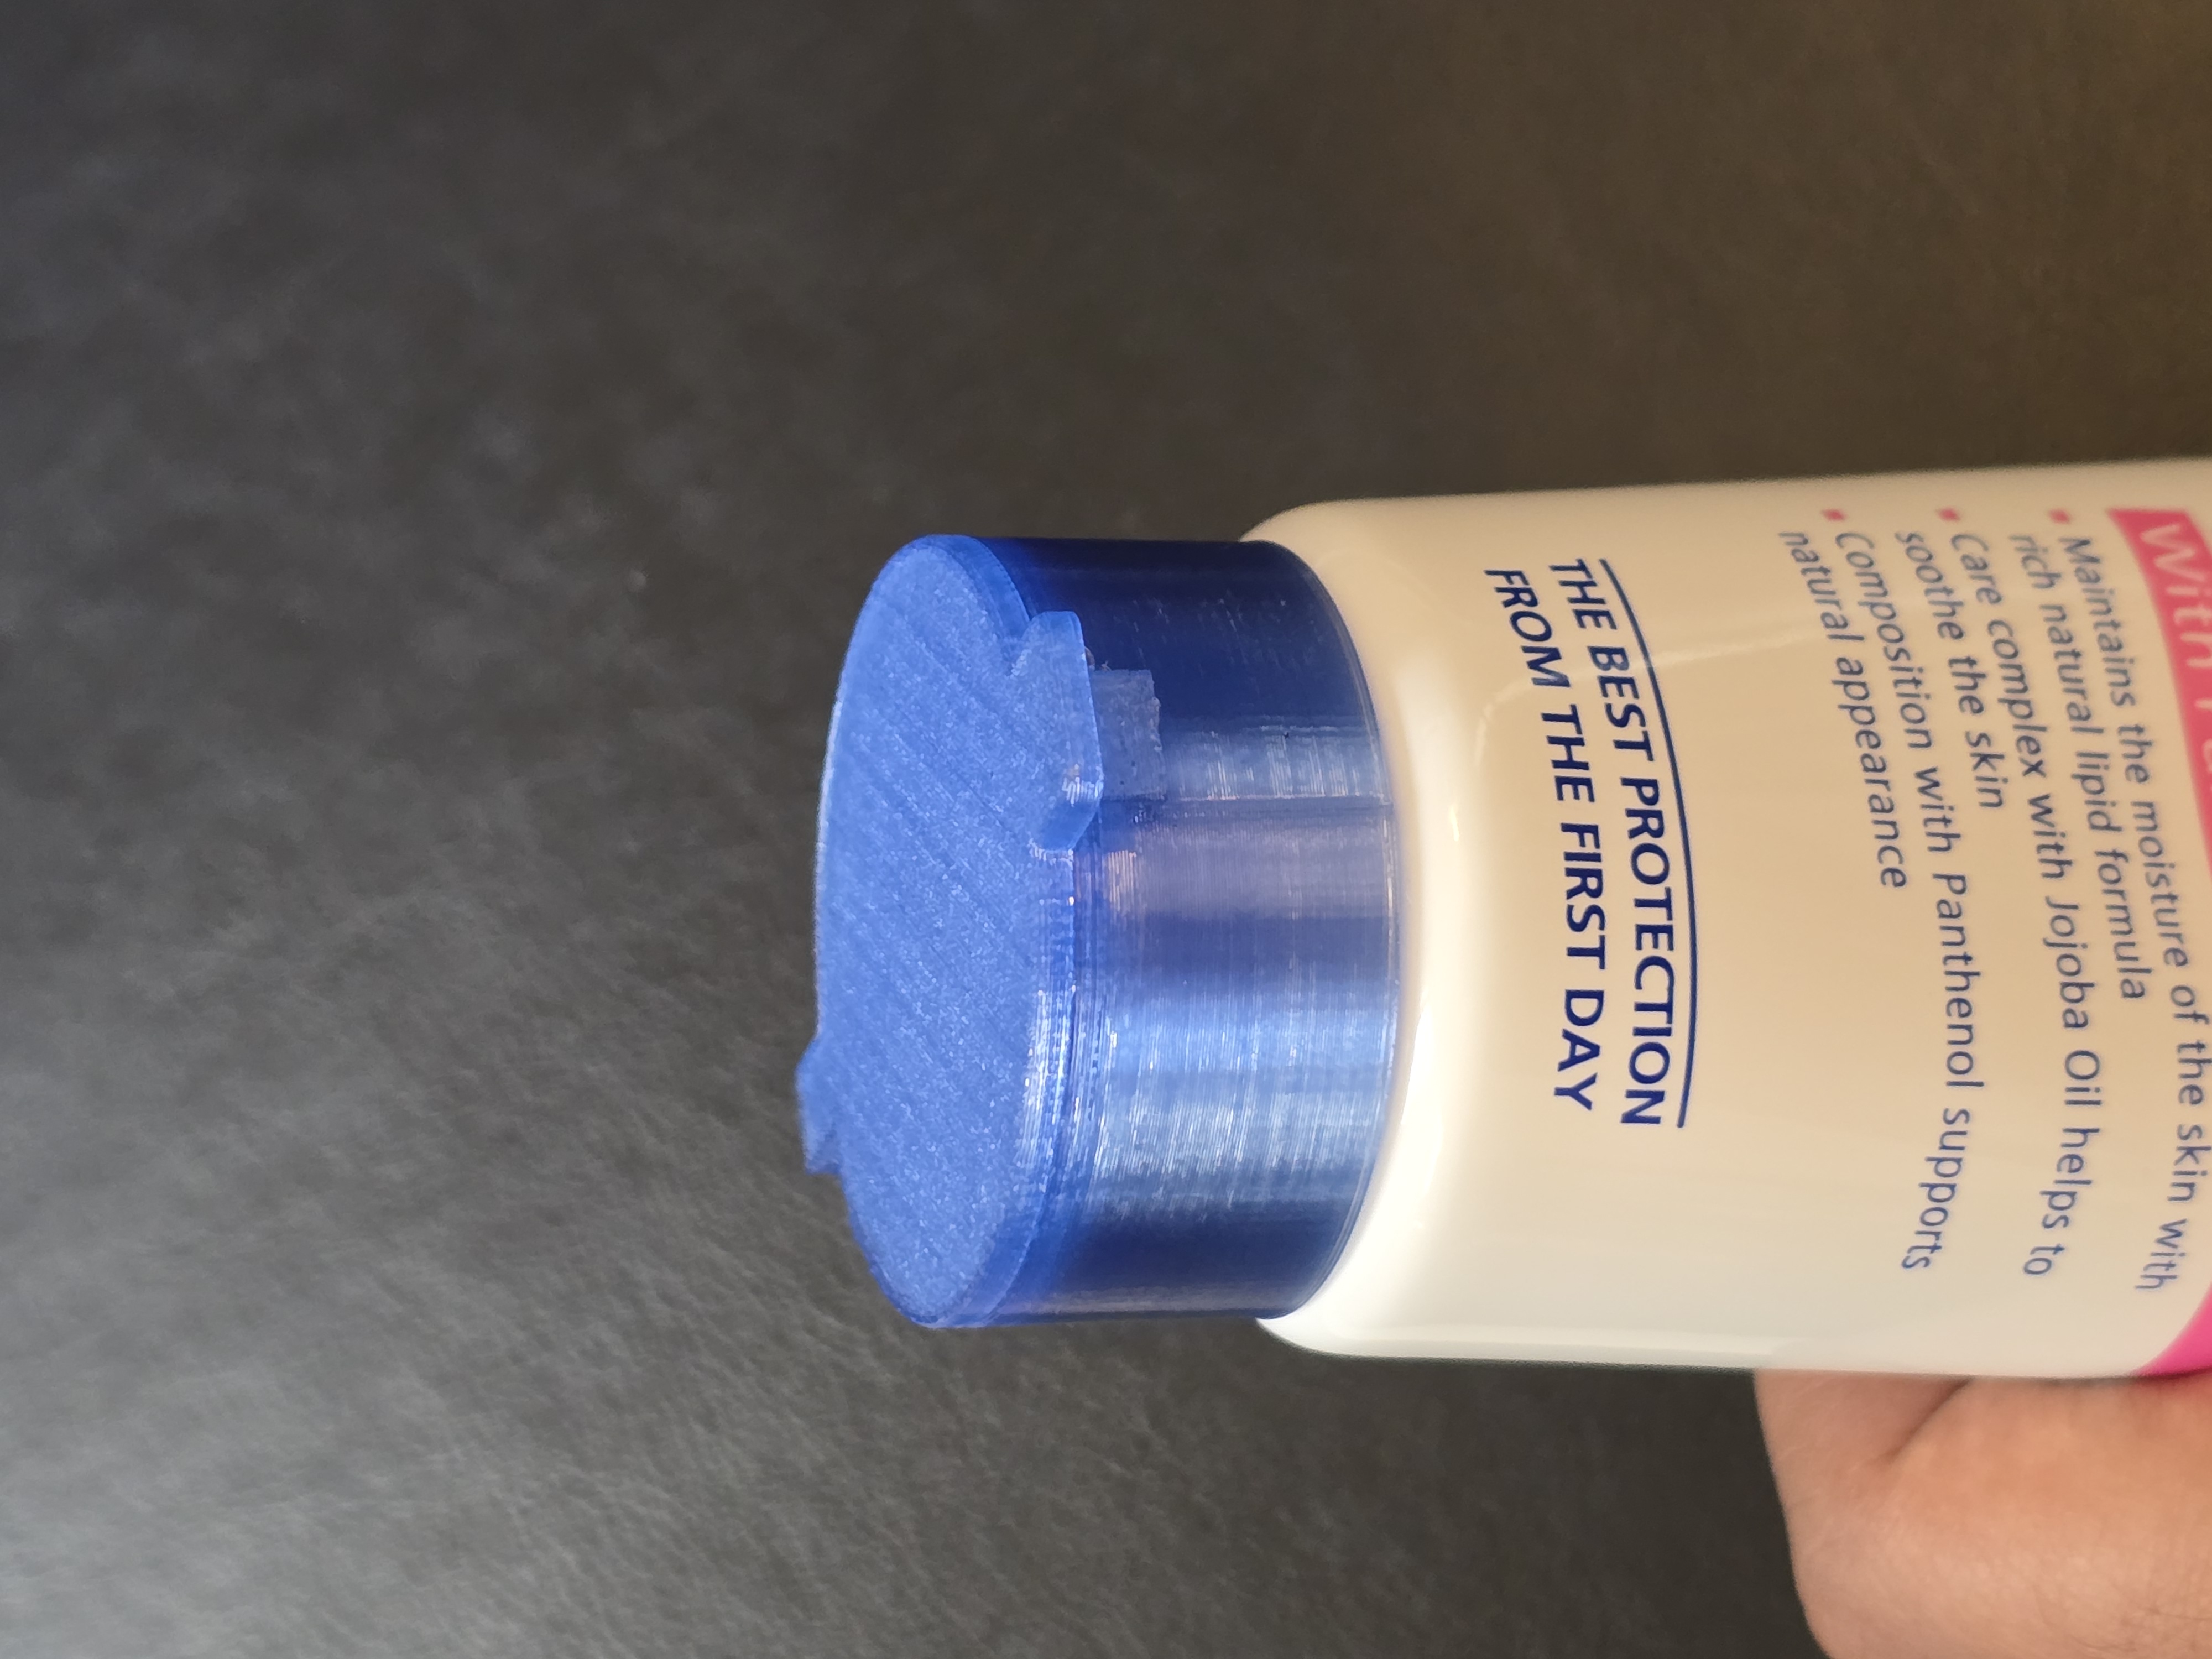 With
• Maintains the moisture of the skin with
rich natural lipid formula
• Care complex with Jojoba Oil helps to
soothe the skin
• Composition with Panthenol supports
natural appearance
THE BEST PROTECTION
FROM THE FIRST DAY